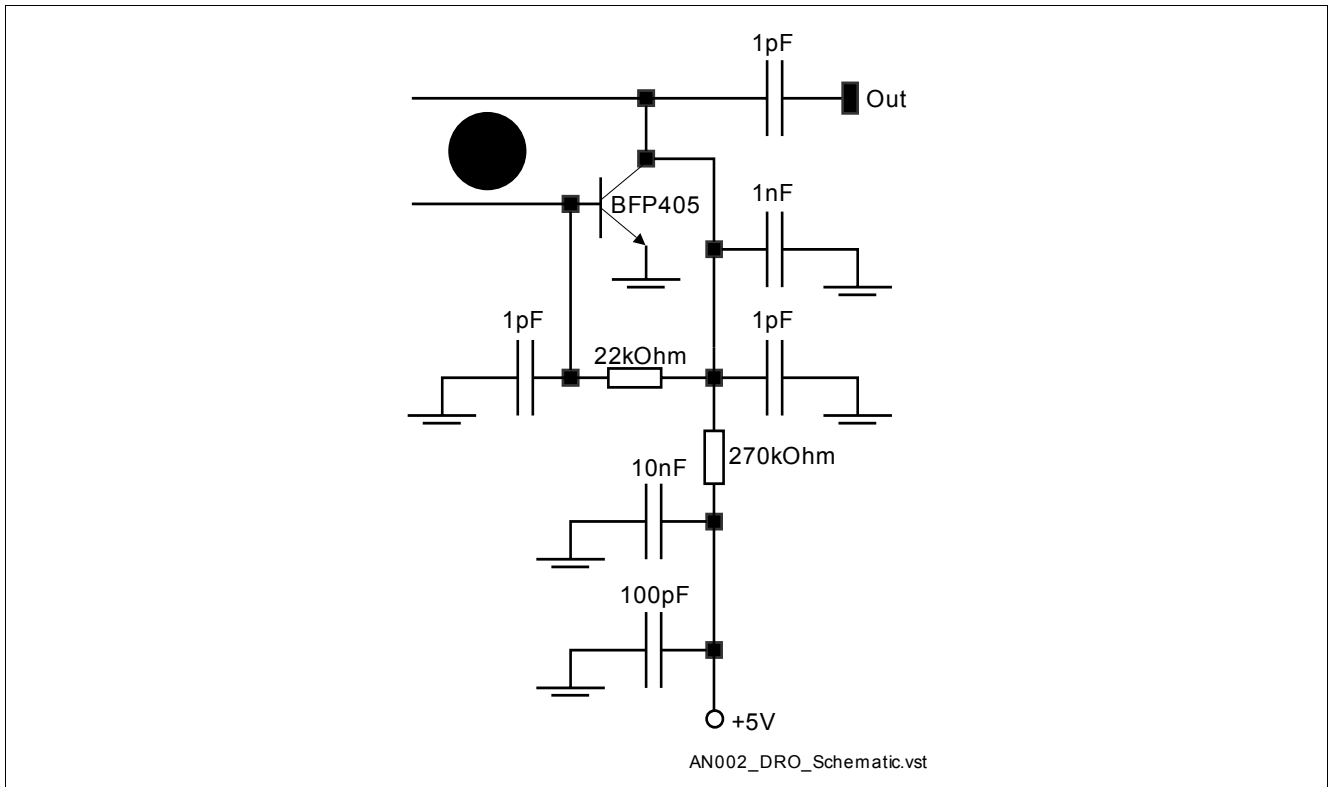 1pF
Out
BFP405
1nF
1pF
22kOhm
1pF
270kOhm
10nF
100pF
+5V
AN002_DRO_Schematic.vst